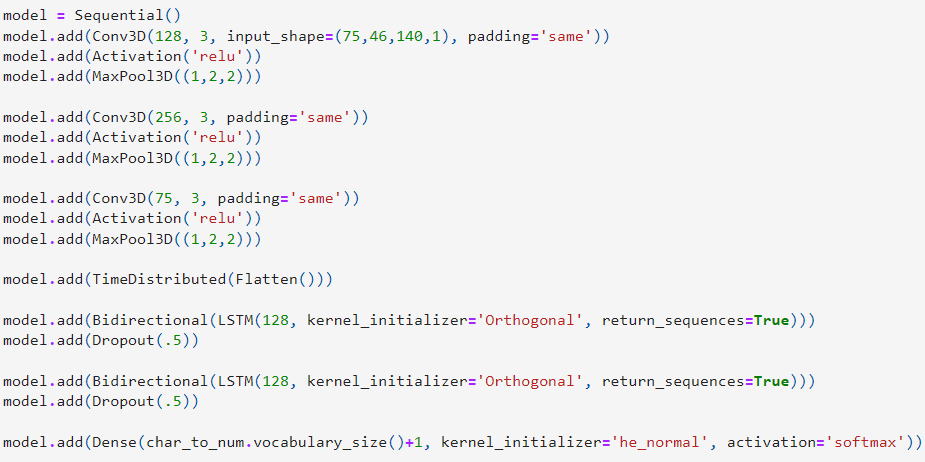 model = Sequential()
model.add(Conv3D(128, 3, input_shape=(75,46,140,1), padding='same'))
model.add(Activation('relu'))
model.add(MaxPool3D((1,2,2)))

model.add(Conv3D(256, 3, padding='same'))
model.add(Activation('relu'))
model.add(MaxPool3D((1,2,2)))

model.add(Conv3D(75, 3, padding='same'))
model.add(Activation('relu'))
model.add(MaxPool3D((1,2,2)))

model.add(TimeDistributed(Flatten()))

model.add(Bidirectional(LSTM(128, kernel_initializer='Orthogonal', return_sequences=True)))
model.add(Dropout(.5))

model.add(Bidirectional(LSTM(128, kernel_initializer='Orthogonal', return_sequences=True)))
model.add(Dropout(.5))

model.add(Dense(char_to_num.vocabulary_size()+1, kernel_initializer='he_normal', activation='softmax'))